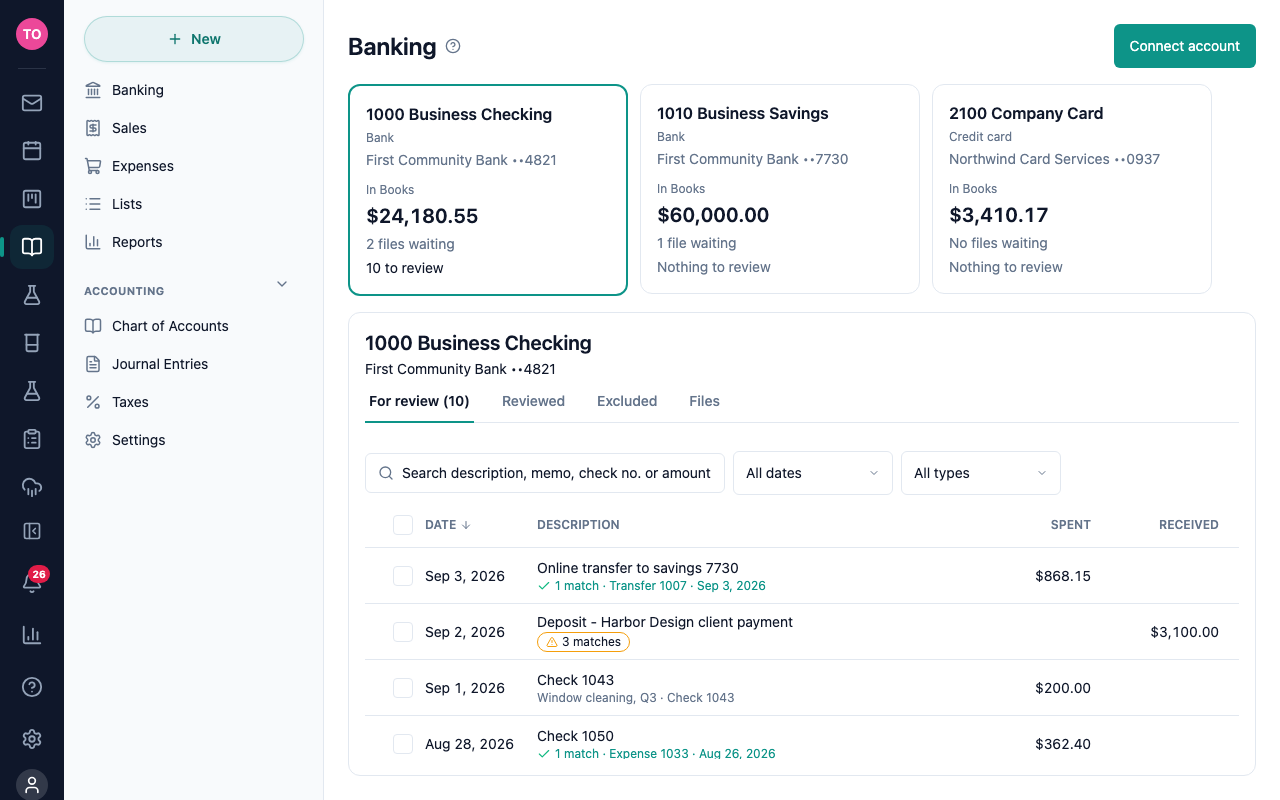 TO
26
New
Banking
Sales
Expenses
Lists
Reports
ACCOUNTING
Chart of Accounts
Journal Entries
Taxes
Settings
Banking
Connect account
1000 Business Checking
Bank
First Community Bank ••4821
In Books
$24,180.55
2 files waiting
10 to review
1010 Business Savings
Bank
First Community Bank ••7730
In Books
$60,000.00
1 file waiting
Nothing to review
2100 Company Card
Credit card
Northwind Card Services ••0937
In Books
$3,410.17
No files waiting
Nothing to review
1000 Business Checking
First Community Bank ••4821
For review (10) Reviewed Excluded Files
Search description, memo, check no. or amount All dates All types
DATE DESCRIPTION SPENT RECEIVED
Sep 3, 2026 Online transfer to savings 7730 $868.15
1 match · Transfer 1007 · Sep 3, 2026
Sep 2, 2026 Deposit - Harbor Design client payment $3,100.00
3 matches
Sep 1, 2026 Check 1043 $200.00
Window cleaning, Q3 · Check 1043
Aug 28, 2026 Check 1050 $362.40
1 match · Expense 1033 · Aug 26, 2026